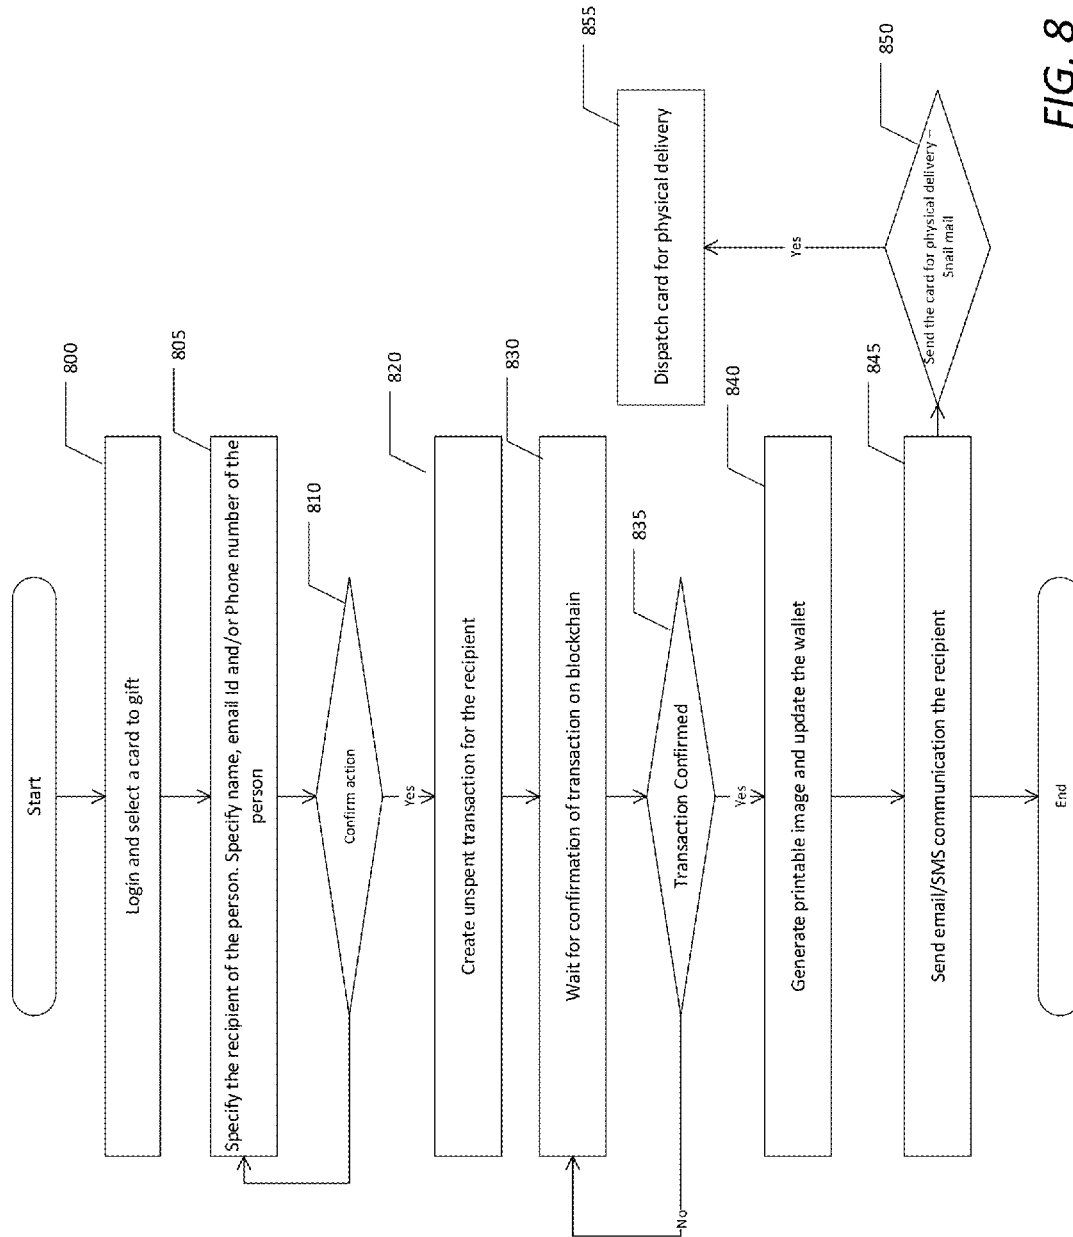 Start
800
Login and select a card to gift
805
Specify the recipient of the person. Specify name, email Id and/or Phone number of the
person
810
Confirm action
Yes
820
Create unspent transaction for the recipient
830
Wait for confirmation of transaction on blockchain
835
Transaction Confirmed
No
Yes
840
Generate printable image and update the wallet
845
Send email/SMS communication the recipient
End
850
Send the card for physical delivery –
Snail mail
Yes
855
Dispatch card for physical delivery
FIG. 8